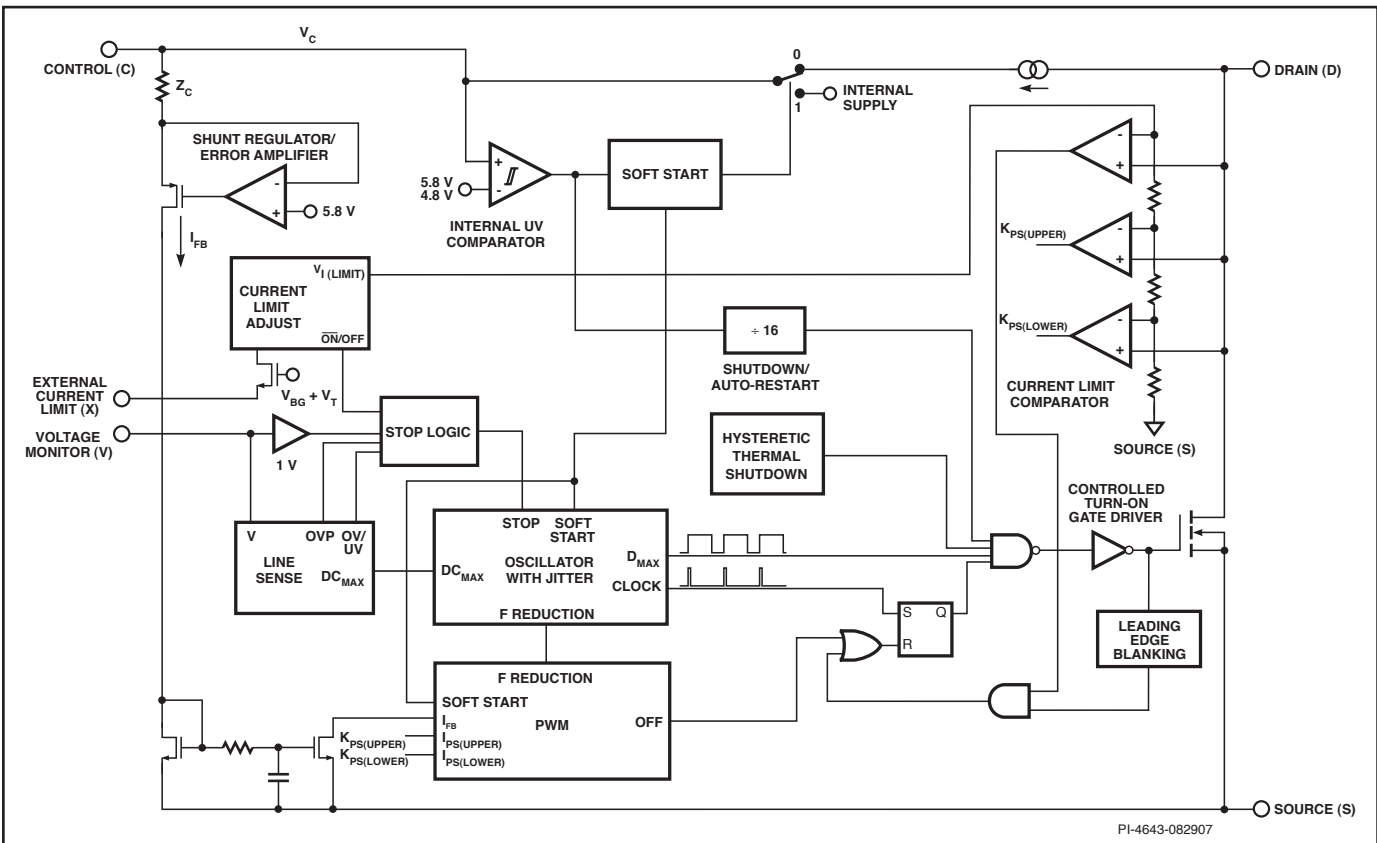 V_C
CONTROL (C)
Z_C
0
1
INTERNAL
SUPPLY
DRAIN (D)
SHUNT REGULATOR/
ERROR AMPLIFIER
-
+
5.8 V
I_FB
+
-
5.8 V
4.8 V
INTERNAL UV
COMPARATOR
SOFT START
-
+
K_PS(UPPER)
-
+
K_PS(LOWER)
-
+
CURRENT LIMIT
COMPARATOR
SOURCE (S)
V_I (LIMIT)
CURRENT
LIMIT
ADJUST
O̅N̅/OFF
÷ 16
SHUTDOWN/
AUTO-RESTART
EXTERNAL
CURRENT
LIMIT (X)
V_BG + V_T
VOLTAGE
MONITOR (V)
1 V
STOP LOGIC
HYSTERETIC
THERMAL
SHUTDOWN
CONTROLLED
TURN-ON
GATE DRIVER
V
OVP
OV/
UV
LINE
SENSE
DC_MAX
STOP
SOFT
START
DC_MAX
OSCILLATOR
WITH JITTER
D_MAX
CLOCK
F REDUCTION
S
Q
R
LEADING
EDGE
BLANKING
F REDUCTION
SOFT START
I_FB
PWM
OFF
K_PS(UPPER)
I_PS(UPPER)
K_PS(LOWER)
I_PS(LOWER)
SOURCE (S)
PI-4643-082907